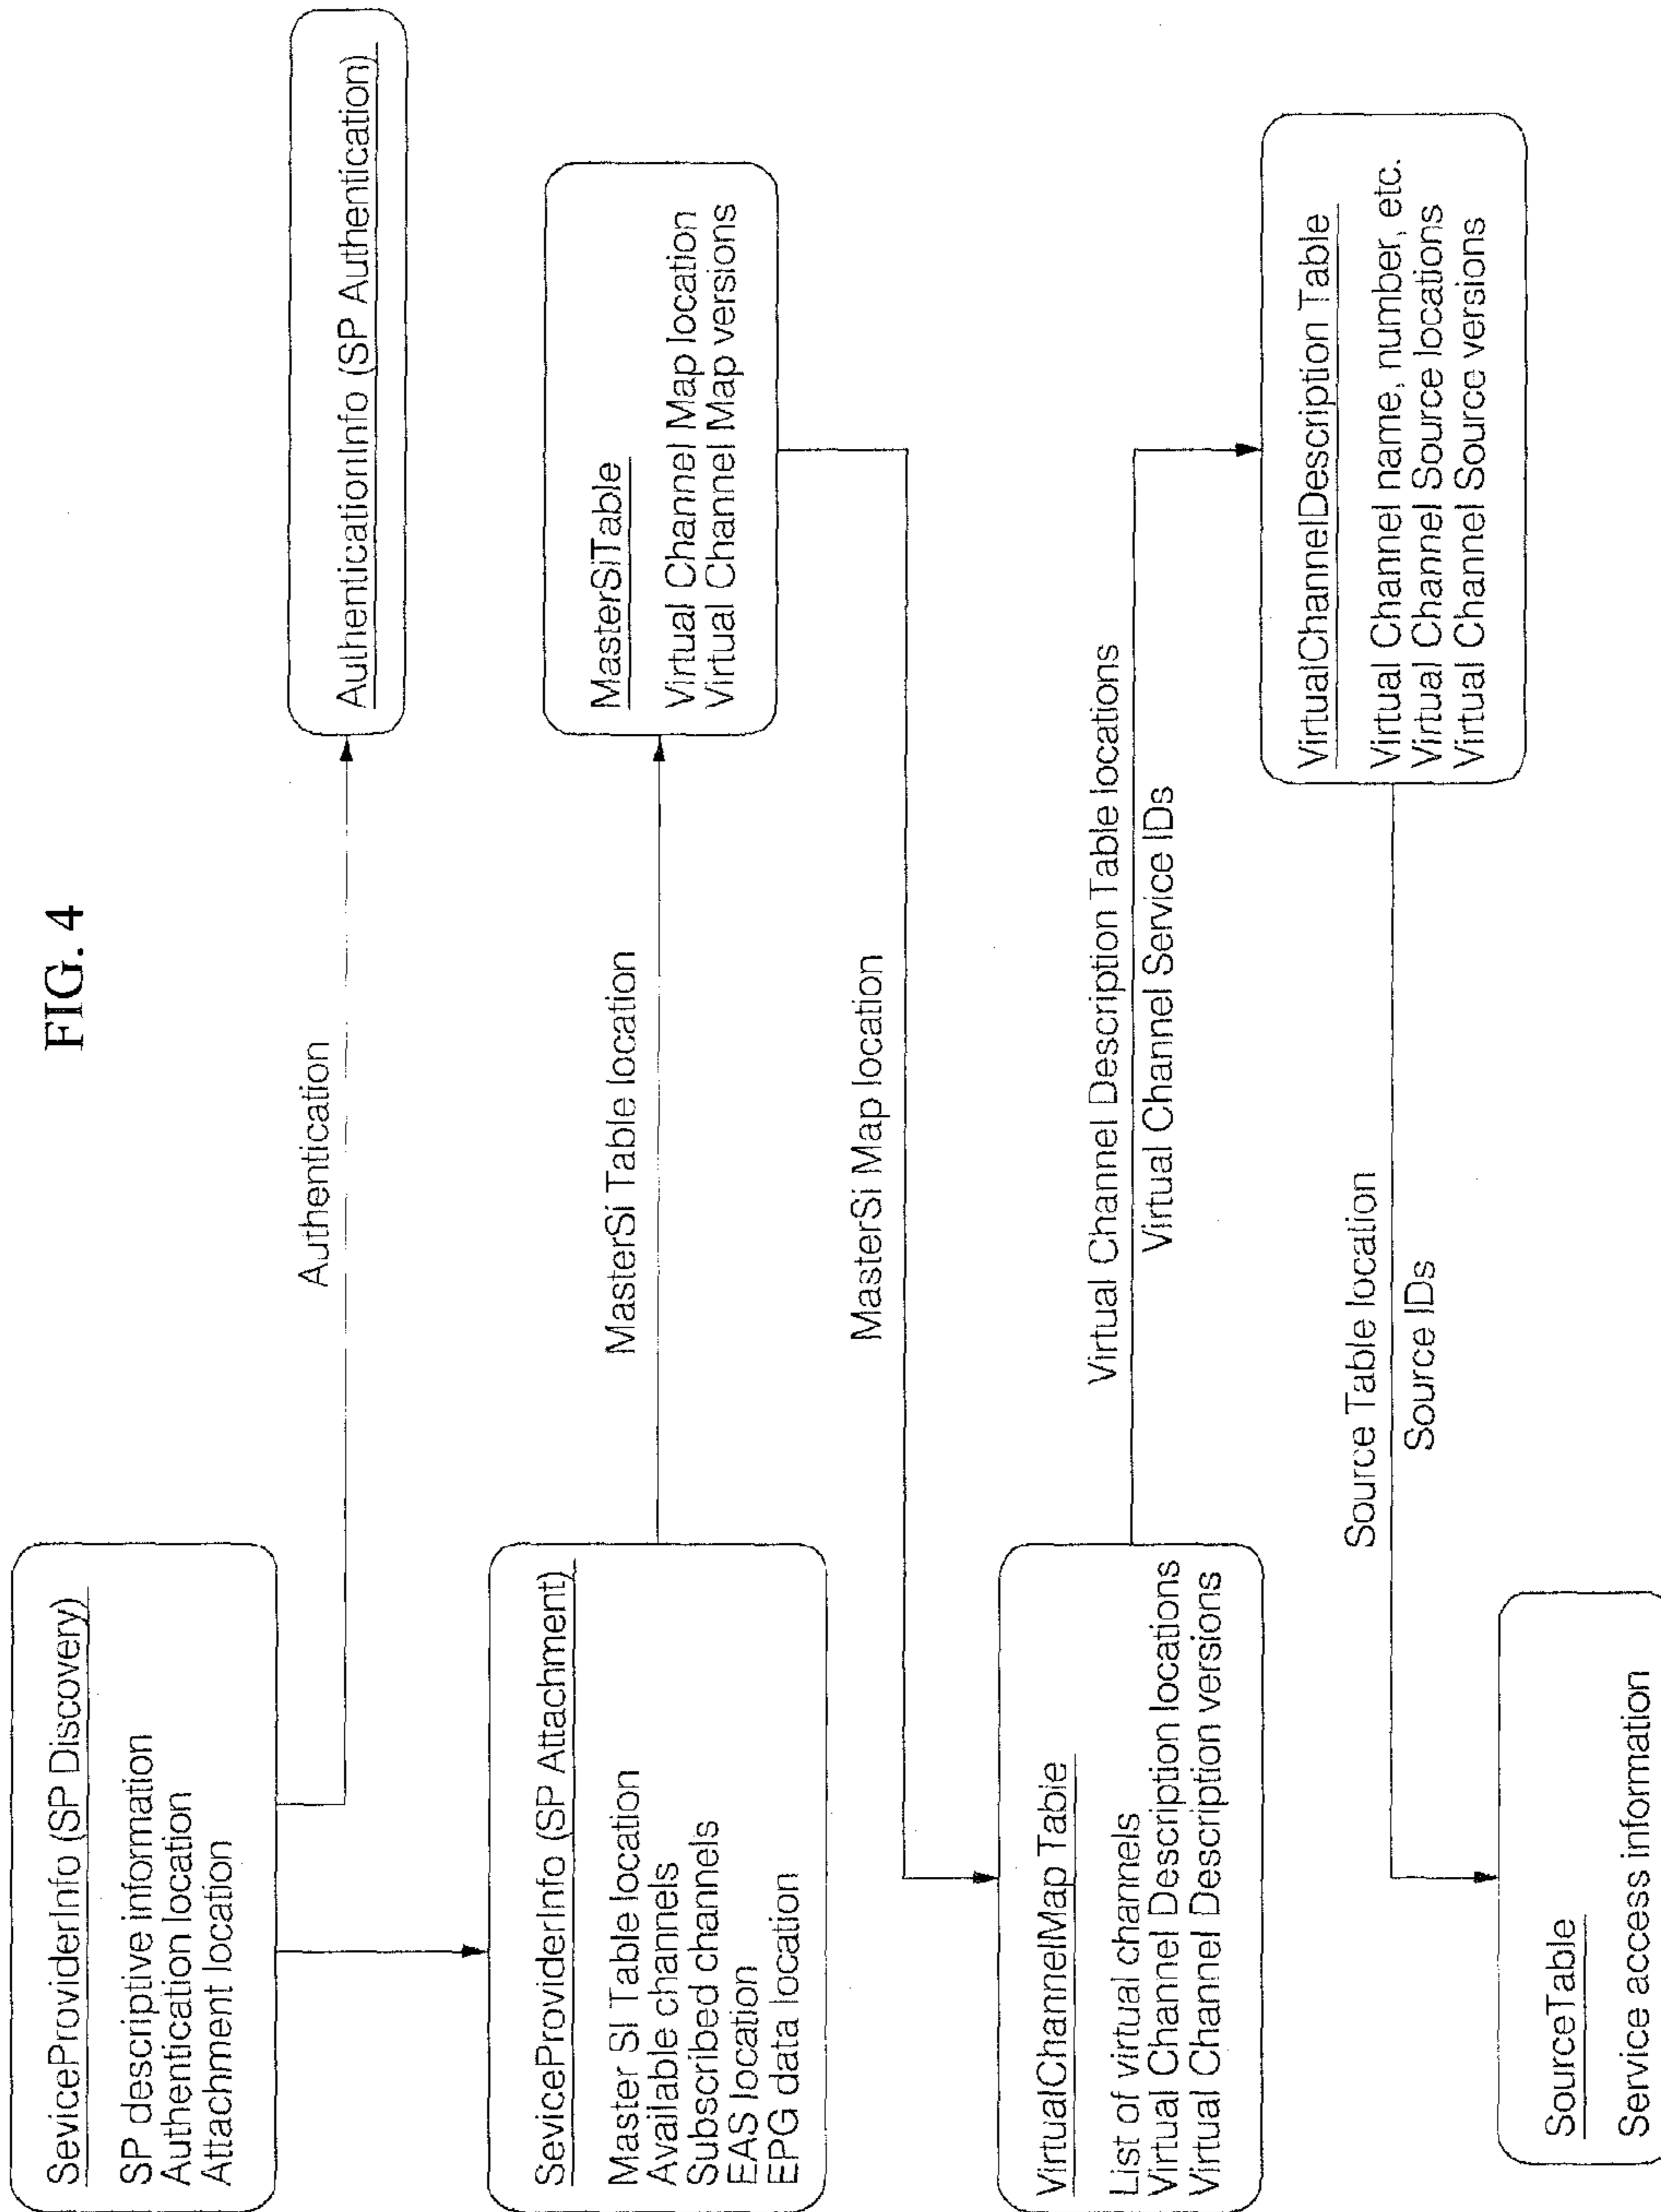 FIG. 4
SeviceProviderInfo (SP Discovery)
SP descriptive information
Authentication location
Attachment location
Authentication
AuthenticationInfo (SP Authentication)
SeviceProviderInfo (SP Attachment)
Master SI Table location
Available channels
Subscribed channels
EAS location
EPG data location
MasterSi Table location
MasterSiTable
Virtual Channel Map location
Virtual Channel Map versions
MasterSi Map location
VirtualChannelMap Table
List of virtual channels
Virtual Channel Description locations
Virtual Channel Description versions
Virtual Channel Description Table locations
Virtual Channel Service IDs
VirtualChannelDescription Table
Virtual Channel name, number, etc.
Virtual Channel Source locations
Virtual Channel Source versions
Source Table location
Source IDs
SourceTable
Service access information